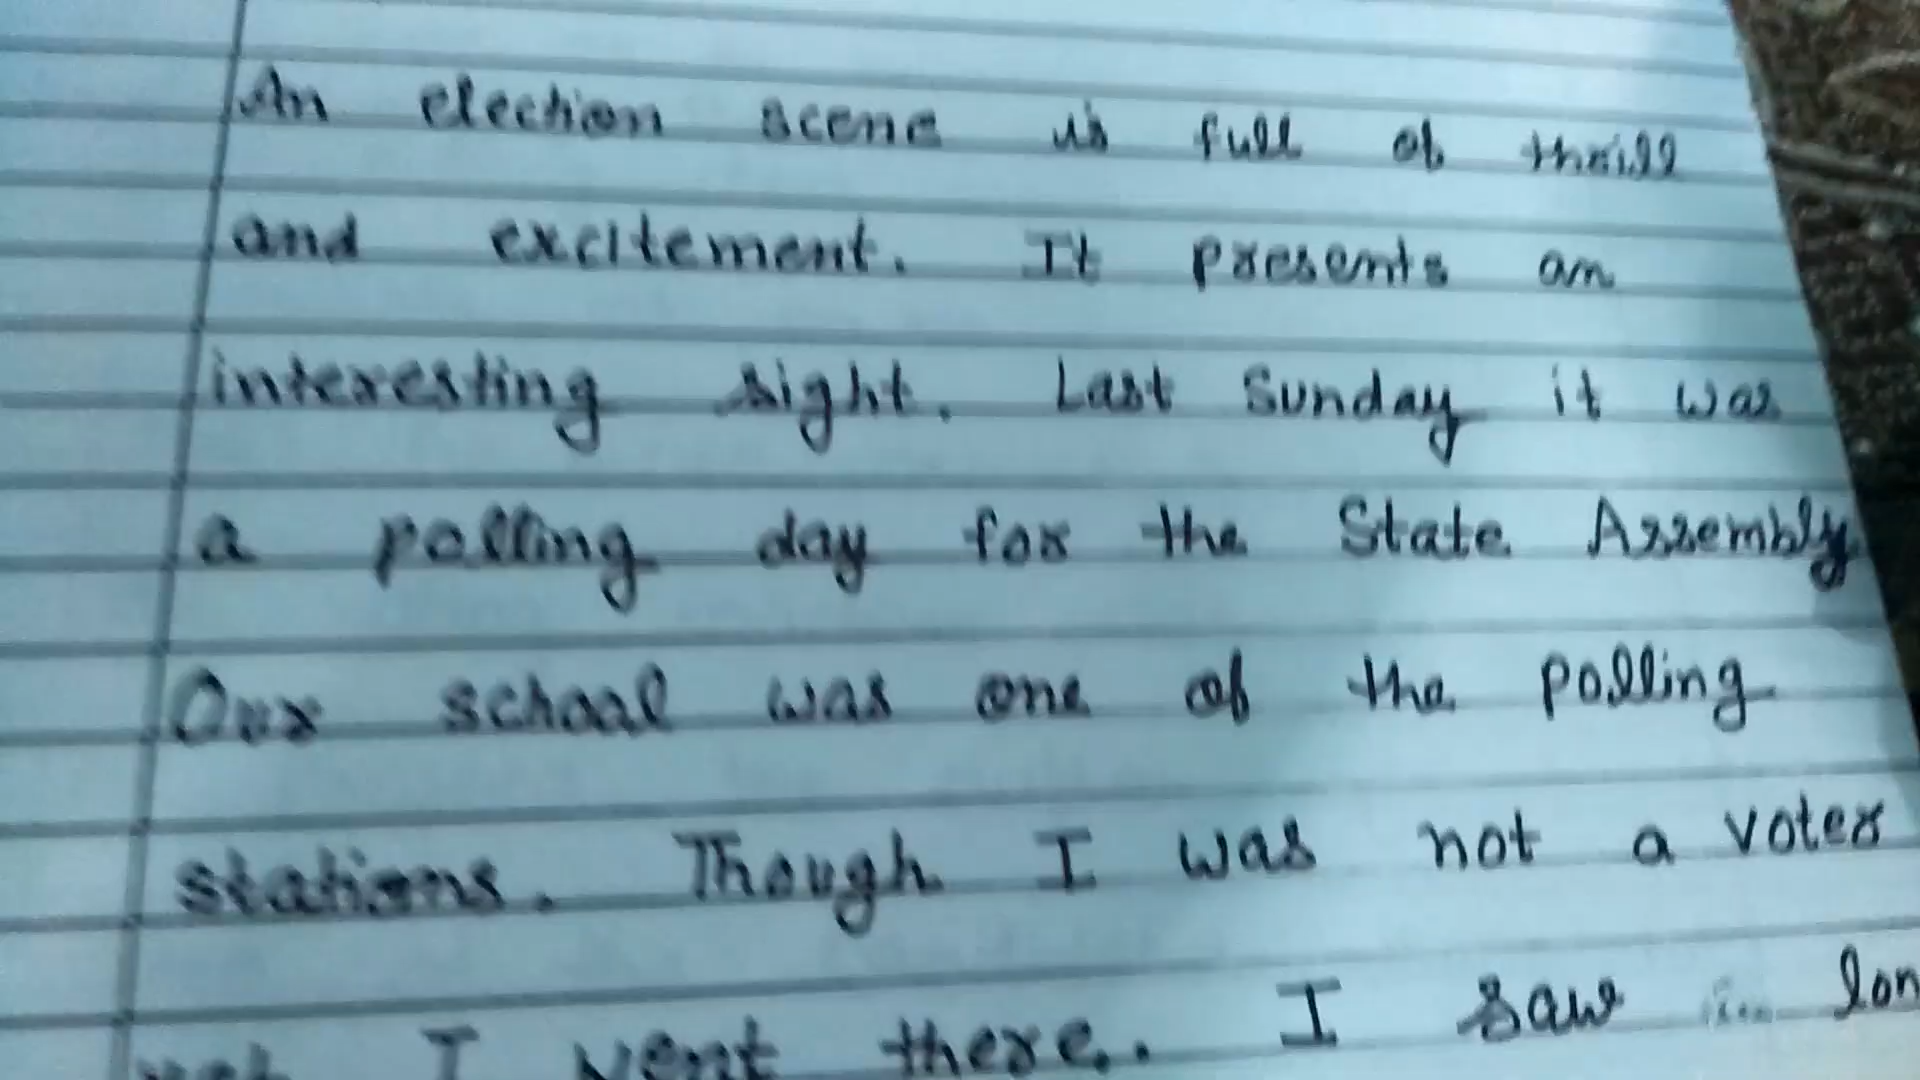 An election scene is full of thrill
and excitement. It presents an
interesting sight. Last Sunday it was
a polling day for the State Assembly
Our school was one of the polling
stations. Though I was not a voter
yet I went there. I saw lon